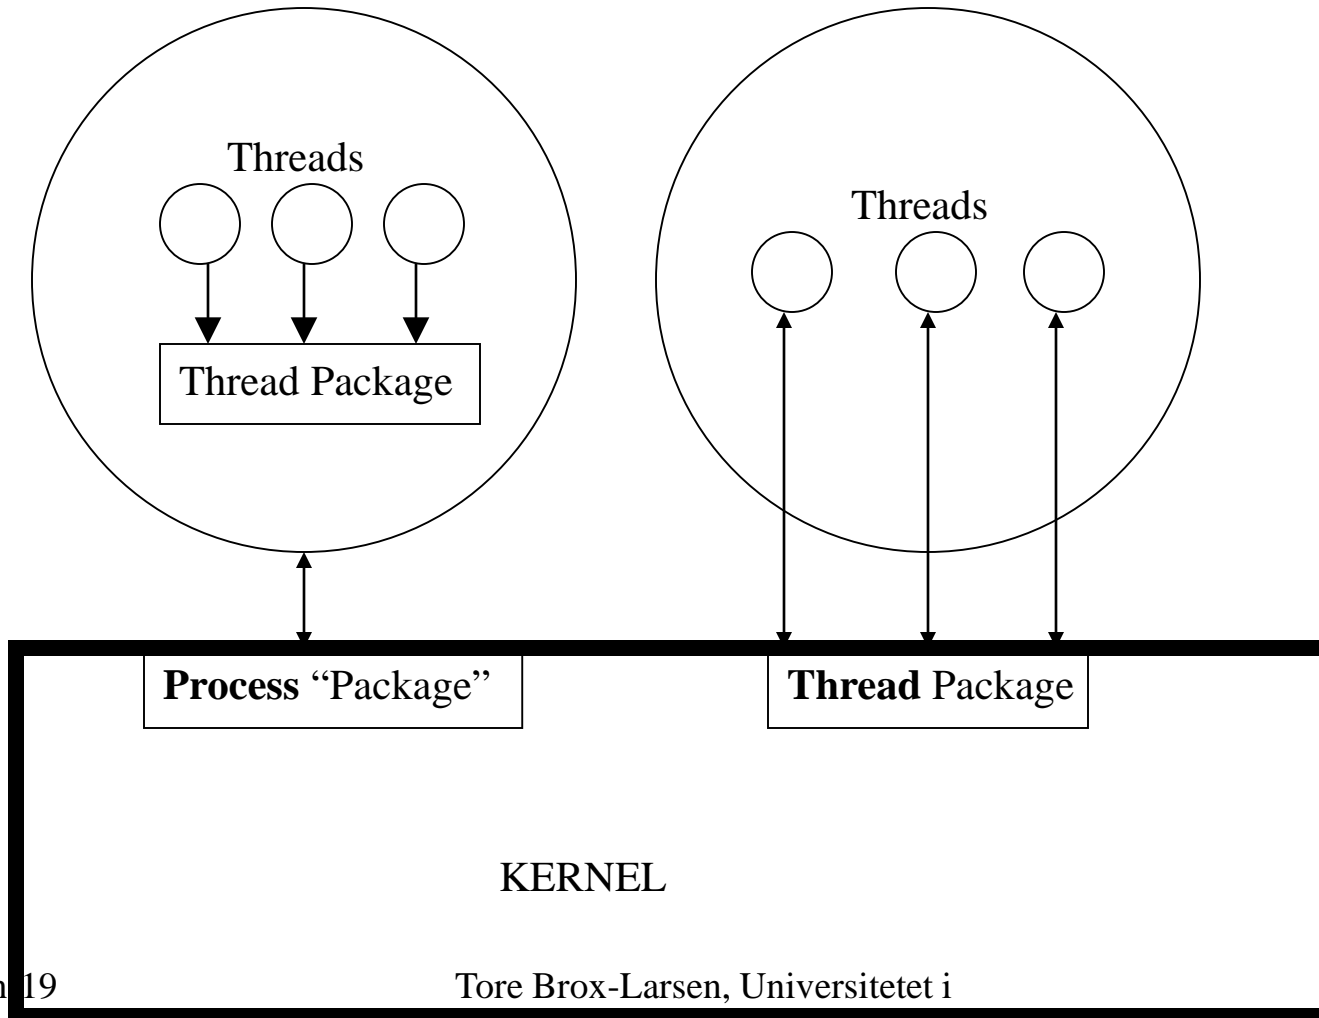 Threads
Threads
Thread Package
Process “Package”
Thread Package
KERNEL
19
Tore Brox-Larsen, Universitetet i